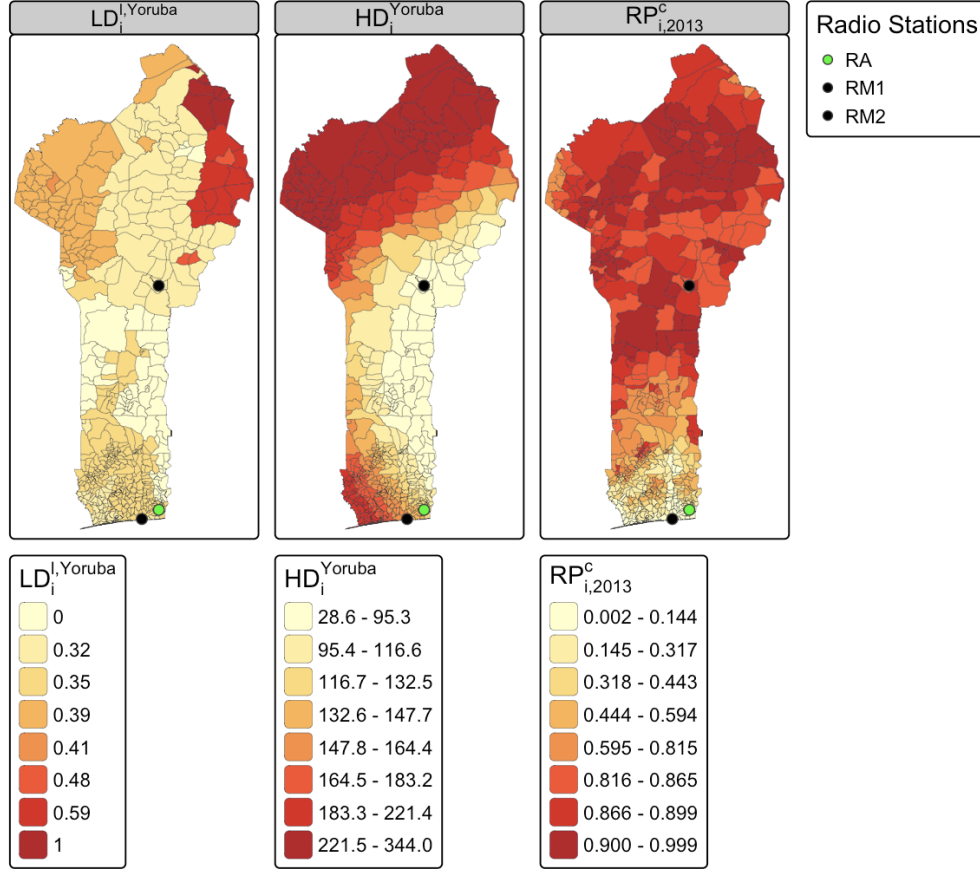 LD_i^{l,Yoruba}
HD_i^{Yoruba}
RP_{i,2013}^c
Radio Stations
RA
RM1
RM2
LD_i^{l,Yoruba}
0
0.32
0.35
0.39
0.41
0.48
0.59
1
HD_i^{Yoruba}
28.6 - 95.3
95.4 - 116.6
116.7 - 132.5
132.6 - 147.7
147.8 - 164.4
164.5 - 183.2
183.3 - 221.4
221.5 - 344.0
RP_{i,2013}^c
0.002 - 0.144
0.145 - 0.317
0.318 - 0.443
0.444 - 0.594
0.595 - 0.815
0.816 - 0.865
0.866 - 0.899
0.900 - 0.999